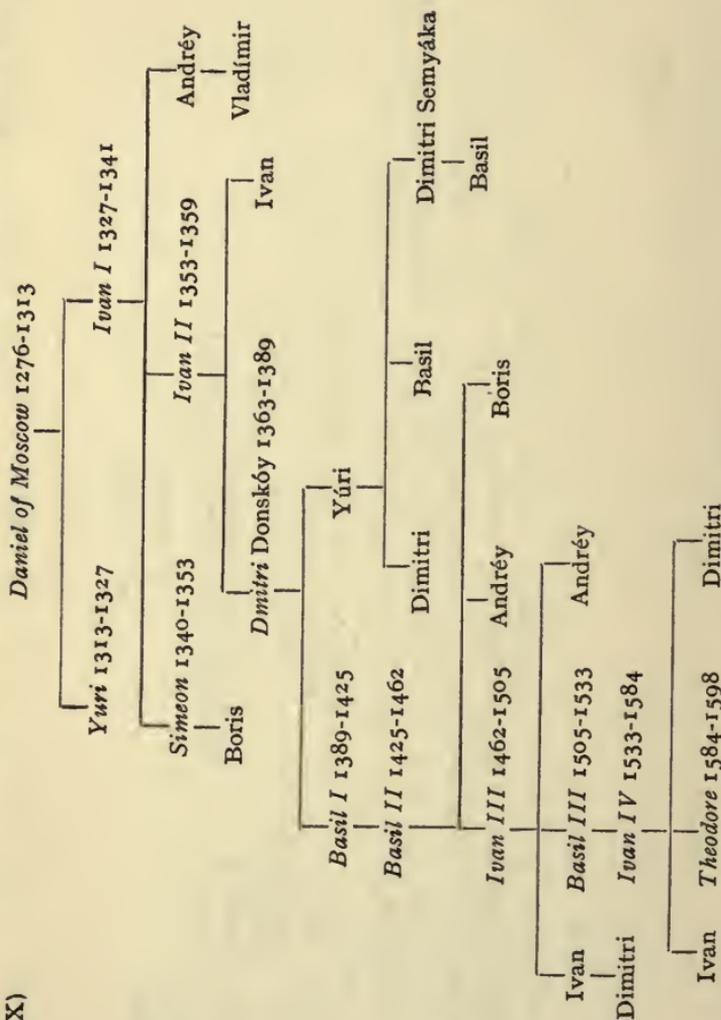 X)
Daniel of Moscow 1276-1313
Yuri 1313-1327 Ivan I 1327-1341
Simeon 1340-1353 Ivan II 1353-1359 Andréy
Boris Vladímir
Dmitri Donskóy 1363-1389 Ivan
Basil I 1389-1425 Yúri
Basil II 1425-1462 Dimitri Basil Dimitri Semyáka
Basil
Ivan III 1462-1505 Andréy Boris
Ivan Basil III 1505-1533 Andréy
Dimitri Ivan IV 1533-1584
Ivan Theodore 1584-1598 Dimitri